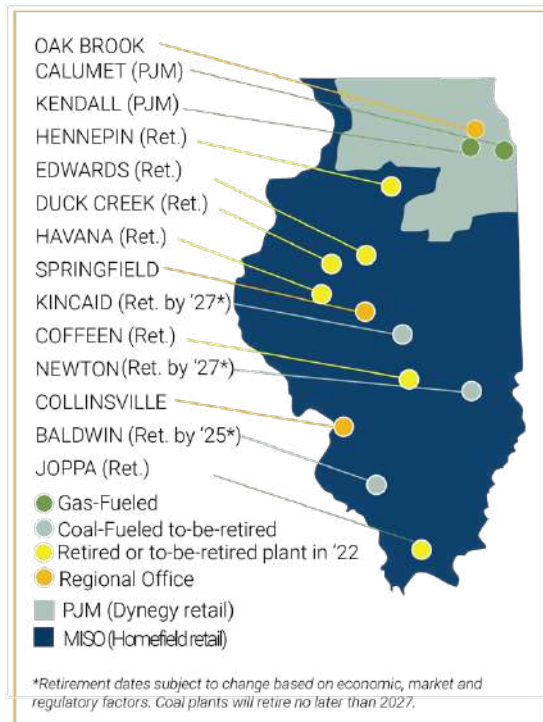 OAK BROOK
CALUMET (PJM)
KENDALL (PJM)
HENNEPIN (Ret.)
EDWARDS (Ret.)
DUCK CREEK (Ret.)
HAVANA (Ret.)
SPRINGFIELD
KINCAID (Ret. by ‘27*)
COFFEEN (Ret.)
NEWTON(Ret. by ‘27*)
COLLINSVILLE
BALDWIN (Ret. by ‘25*)
JOPPA (Ret.)
Gas-Fueled
Coal-Fueled to-be-retired
Retired or to-be-retired plant in ‘22
Regional Office
PJM (Dynegy retail)
MISO (Homefield retail)
*Retirement dates subject to change based on economic, market and
regulatory factors. Coal plants will retire no later than 2027.